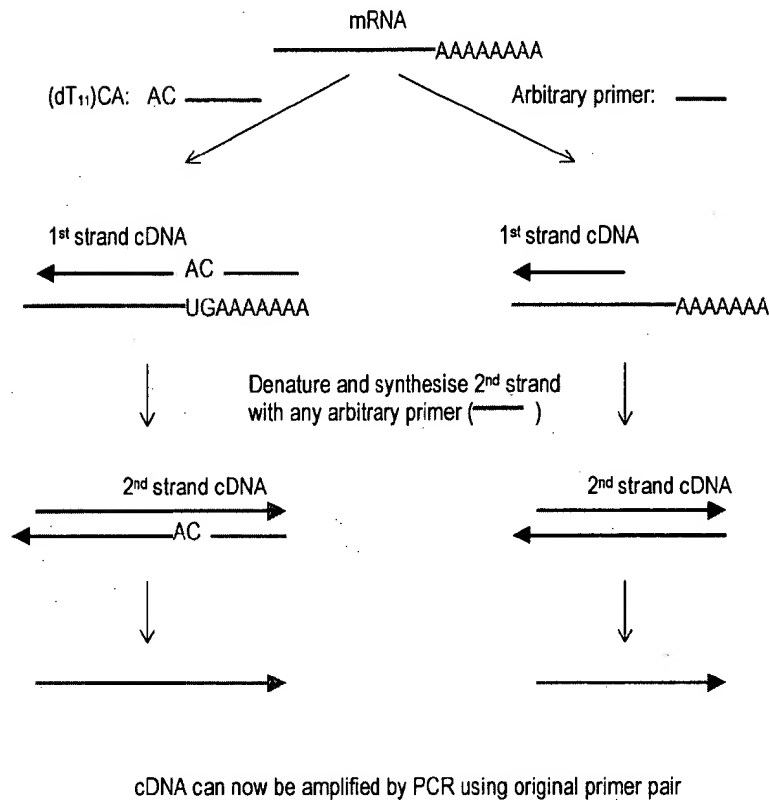 mRNA
AAAAAAAA
(dT₁₁)CA: AC
Arbitrary primer:
1ˢᵗ strand cDNA
1ˢᵗ strand cDNA
AC
UGAAAAAAA
AAAAAAA
Denature and synthesise 2ⁿᵈ strand
with any arbitrary primer ( )
2ⁿᵈ strand cDNA
2ⁿᵈ strand cDNA
AC
cDNA can now be amplified by PCR using original primer pair